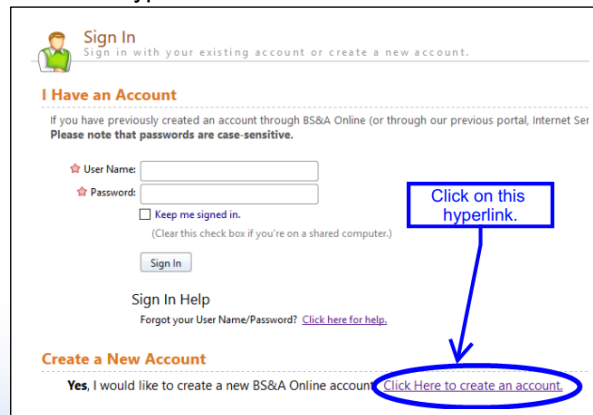 Sign In
Sign in with your existing account or create a new account.
I Have an Account
If you have previously created an account through BS&A Online (or through our previous portal, Internet Ser
Please note that passwords are case-sensitive.
User Name:
Password:
Click on this
hyperlink.
Keep me signed in.
(Clear this check box if you're on a shared computer.)
Sign In
Sign In Help
Forgot your User Name/Password? Click here for help.
Create a New Account
Yes, I would like to create a new BS&A Online account. Click Here to create an account.